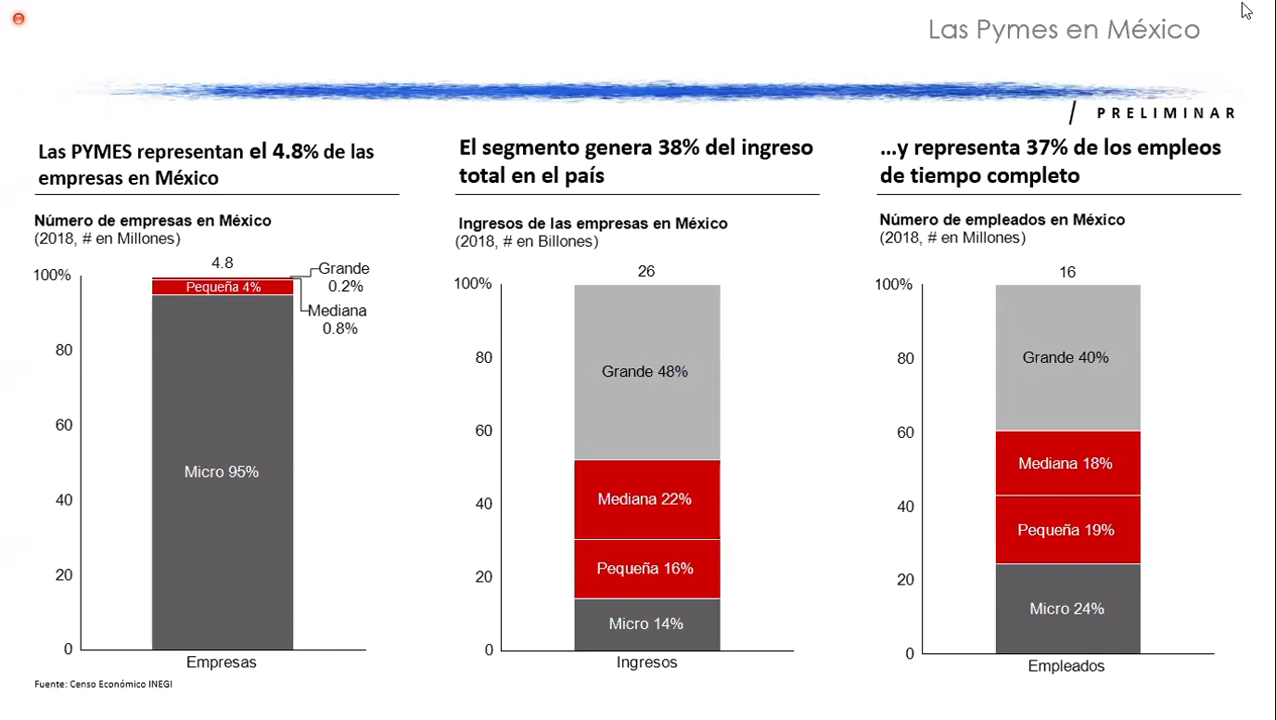 Las Pymes en México
/ PRELIMINAR
Las PYMES representan el 4.8% de las
empresas en México
Número de empresas en México
(2018, # en Millones)
4.8
100%
80
60
40
20
0
Grande
0.2%
Mediana
0.8%
Pequeña 4%
Micro 95%
Empresas
Fuente: Censo Económico INEGI
El segmento genera 38% del ingreso
total en el país
Ingresos de las empresas en México
(2018, # en Billones)
26
100%
80
60
40
20
0
Grande 48%
Mediana 22%
Pequeña 16%
Micro 14%
Ingresos
...y representa 37% de los empleos
de tiempo completo
Número de empleados en México
(2018, # en Millones)
16
100%
80
60
40
20
0
Grande 40%
Mediana 18%
Pequeña 19%
Micro 24%
Empleados